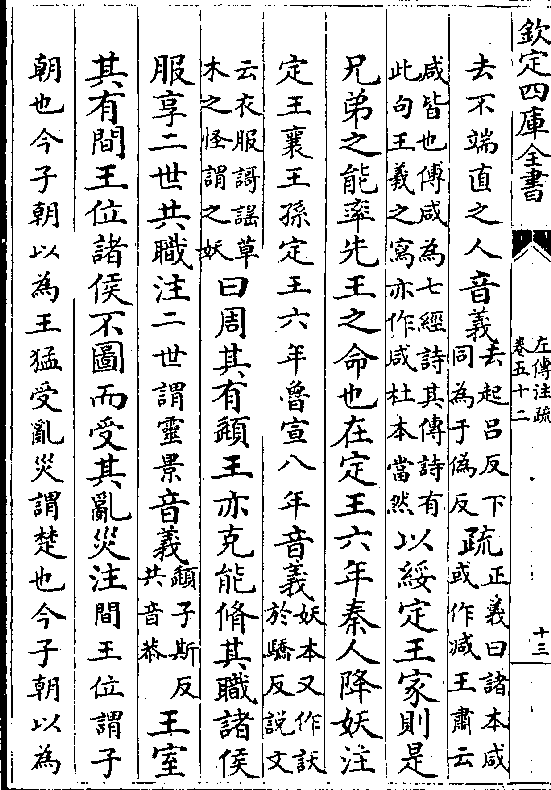 欽定四庫全書
左傳注疏
卷五十二
十三
去不端直之人音義去起呂反下同為于偽反疏正義曰諸本咸或作減王肅云
咸皆也傅咸為七經詩其傳詩有此句王羲之寫亦作咸杜本當然以綏定王家則是
兄弟之能率先王之命也在定王六年秦人降妖注
定王襄王孫定王六年魯宣八年音義妖本又作訞於驕反說文
云衣服謌謡草木之怪謂之妖曰周其有頾王亦克能脩其職諸侯
服享二世共職注二世謂靈景音義頾子斯反共音恭王室
其有間王位諸侯不圖而受其亂災注間王位謂子
朝也今子朝以為王猛受亂災謂楚也今子朝以為